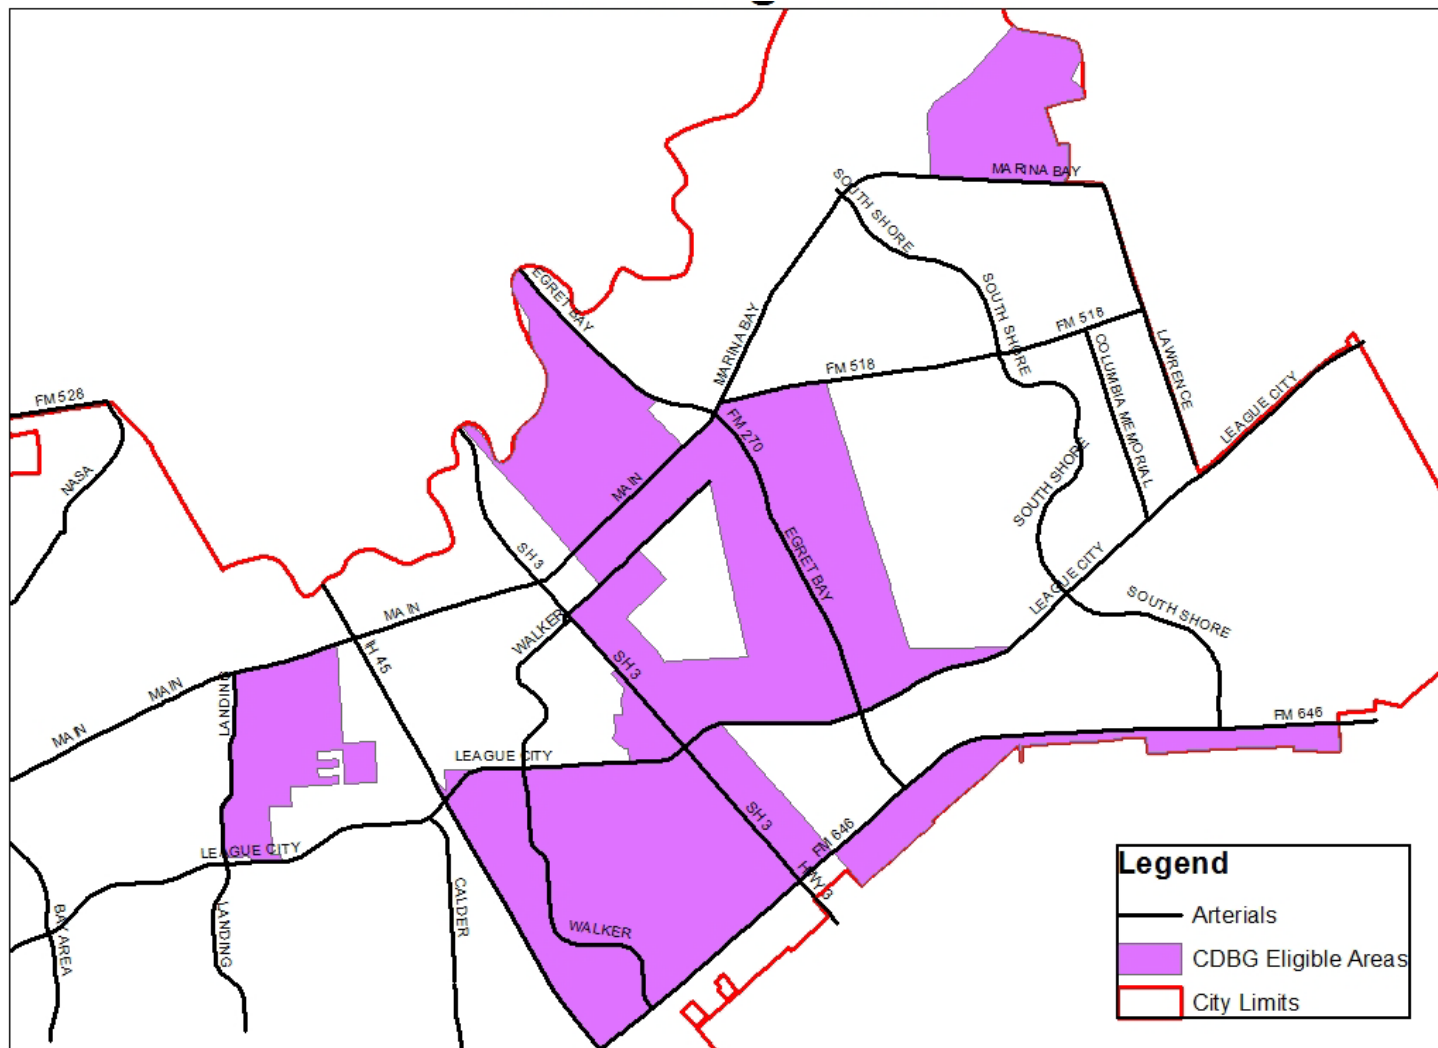 MARINA BAY
SOUTH SHORE
EGRET BAY
SOUTH SHORE
MARINA BAY
FM 518
FM 518
LAWRENCE
COLUMBIA MEMORIAL
FM 528
LEAGUE CITY
FM 270
NASA
MAIN
SOUTH SHORE
SH 3
EGRET BAY
LEAGUE CITY
MAIN
WALKER
SOUTH SHORE
IH 45
SH 3
MAIN
LANDING
MAIN
FM 646
LEAGUE CITY
SH 3
FM 646
LEAGUE CITY
HWY 3
CALDER
BAY AREA
LANDING
WALKER
Legend
Arterials
CDBG Eligible Areas
City Limits